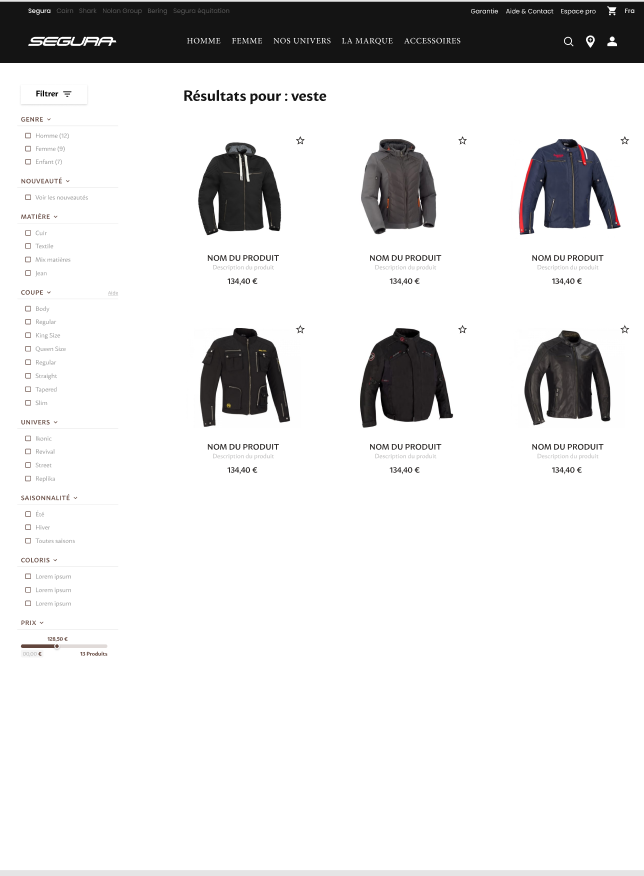 Segura Cairn Shark Nolan Group Bering Segura équitation
Garantie Aide & Contact Espace pro Fra
SEGURA
HOMME FEMME NOS UNIVERS LA MARQUE ACCESSOIRES
Filtrer
Résultats pour : veste
GENRE
Homme (12)
Femme (9)
Enfant (7)
NOUVEAUTÉ
Voir les nouveautés
MATIÈRE
Cuir
Textile
Mix matières
Jean
COUPE
Aide
Body
Regular
King Size
Queen Size
Regular
Straight
Tapered
Slim
UNIVERS
Ikonic
Revival
Street
Replika
SAISONNALITÉ
Eté
Hiver
Toutes saisons
COLORIS
Lorem ipsum
Lorem ipsum
Lorem ipsum
PRIX
128,50 €
00,00 €
13 Produits
NOM DU PRODUIT
Description du produit
134,40 €
NOM DU PRODUIT
Description du produit
134,40 €
NOM DU PRODUIT
Description du produit
134,40 €
NOM DU PRODUIT
Description du produit
134,40 €
NOM DU PRODUIT
Description du produit
134,40 €
NOM DU PRODUIT
Description du produit
134,40 €